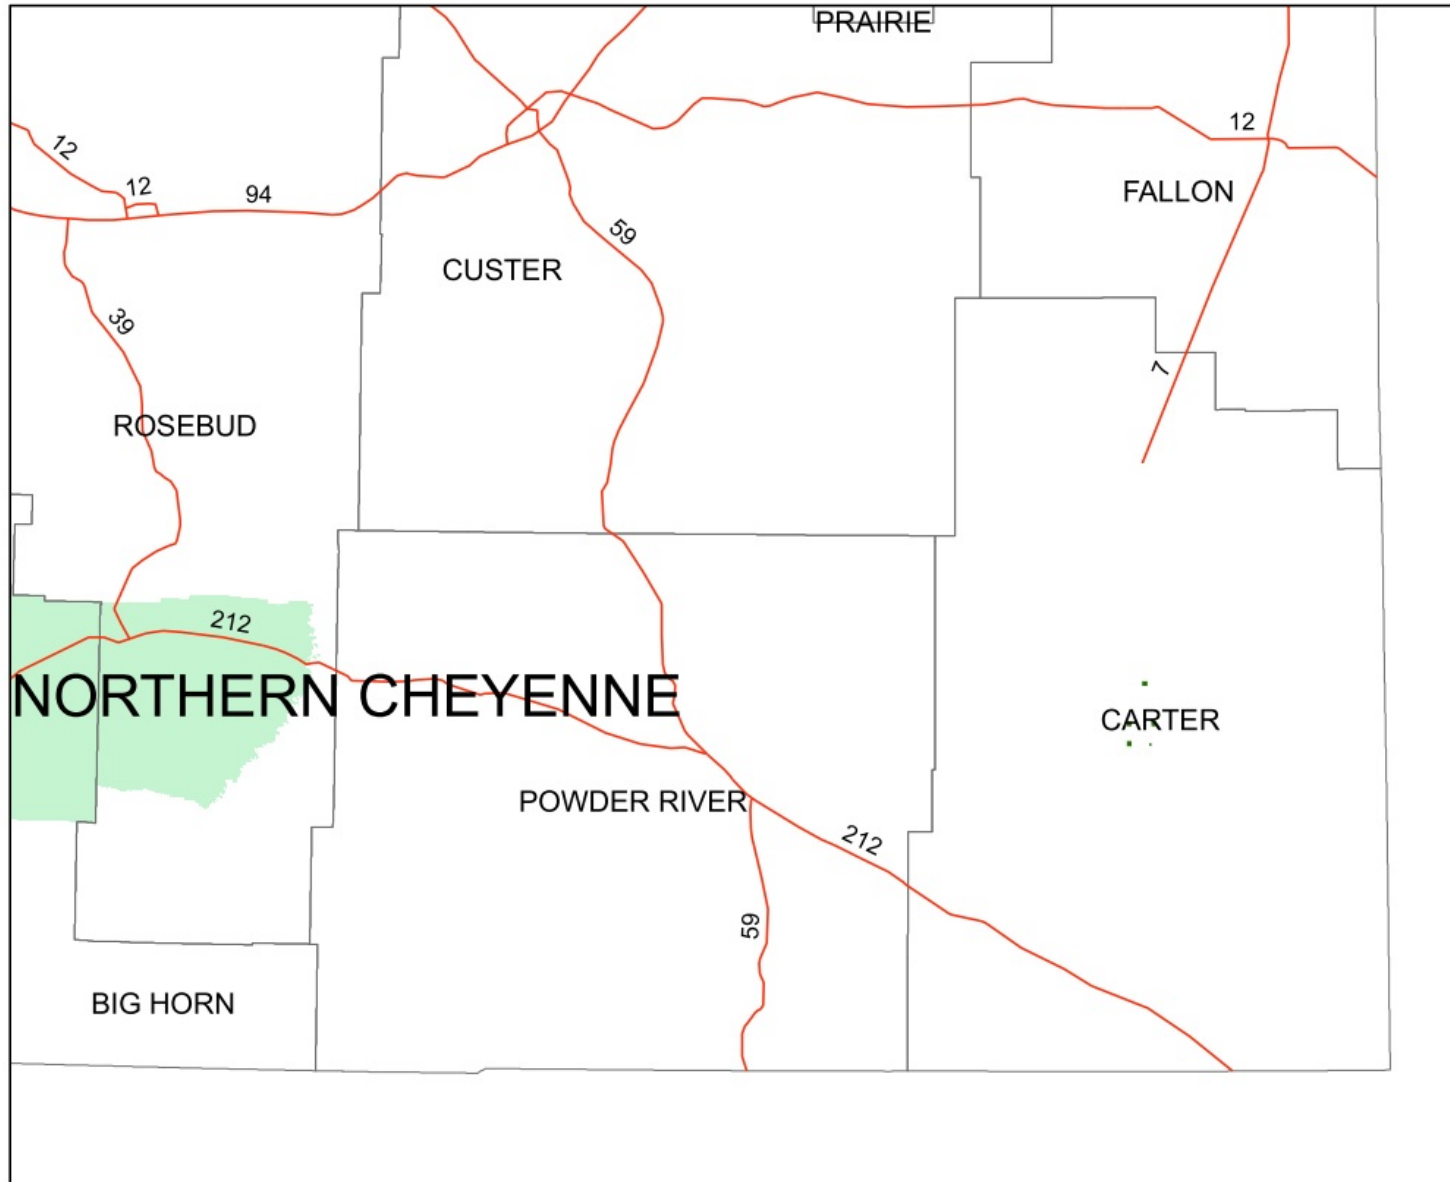 PRAIRIE
12
12
12
94
FALLON
59
CUSTER
39
7
ROSEBUD
212
NORTHERN CHEYENNE
CARTER
POWDER RIVER
212
59
BIG HORN